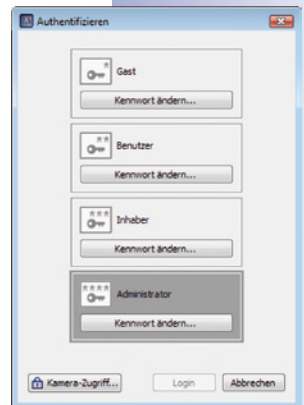 Authentifizieren
Gast
Kennwort ändern...
Benutzer
Kennwort ändern...
Inhaber
Kennwort ändern...
Administrator
Kennwort ändern...
Kamera-Zugriff... Login Abbrechen